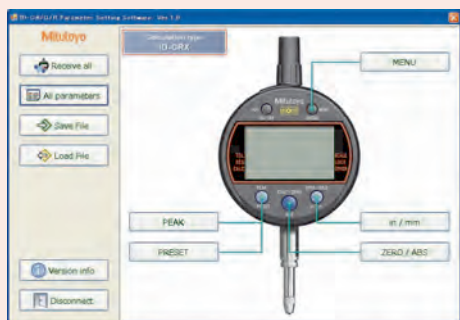 ID-C/A/G/R Parameter Setting Software Ver.1.0
Mitutoyo
Receive all
All parameters
Save File
Load File
Version info
Disconnect
Simulation type:
ID-CRX
Mitutoyo
MENU
PEAK
PRESET
in / mm
ZERO / ABS